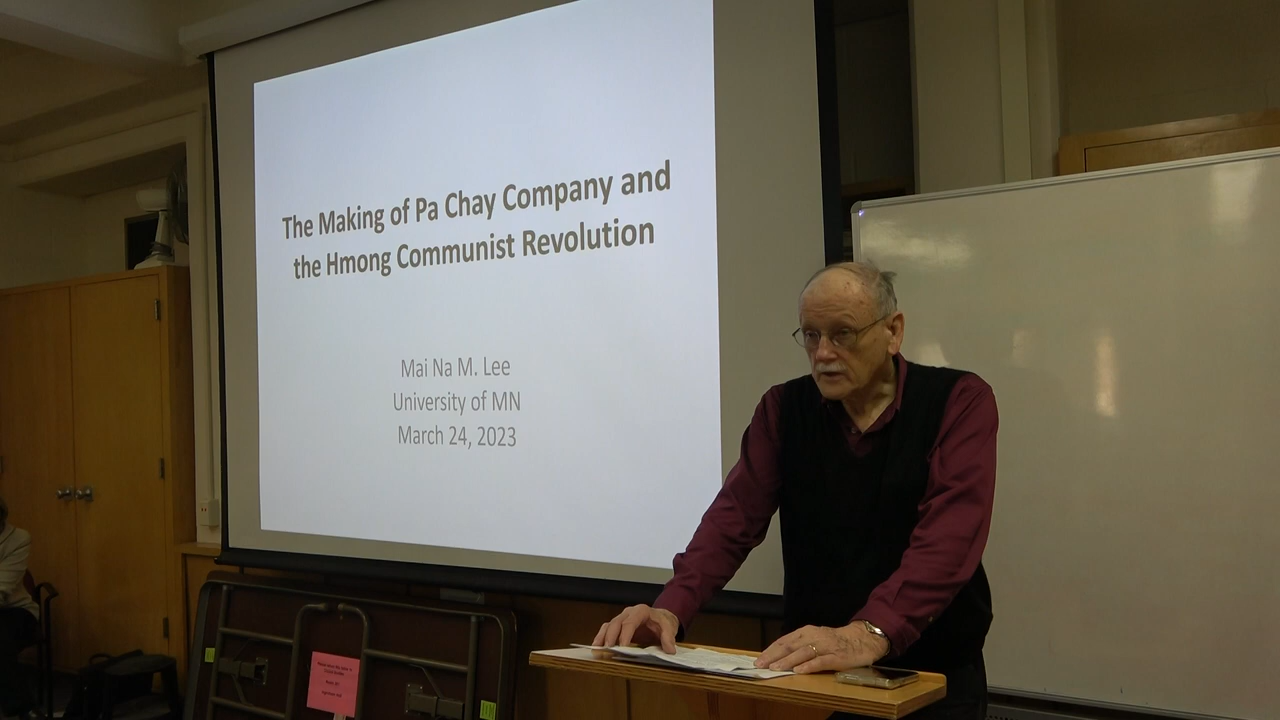 The Making of Pa Chay Company and
the Hmong Communist Revolution
Mai Na M. Lee
University of MN
March 24, 2023